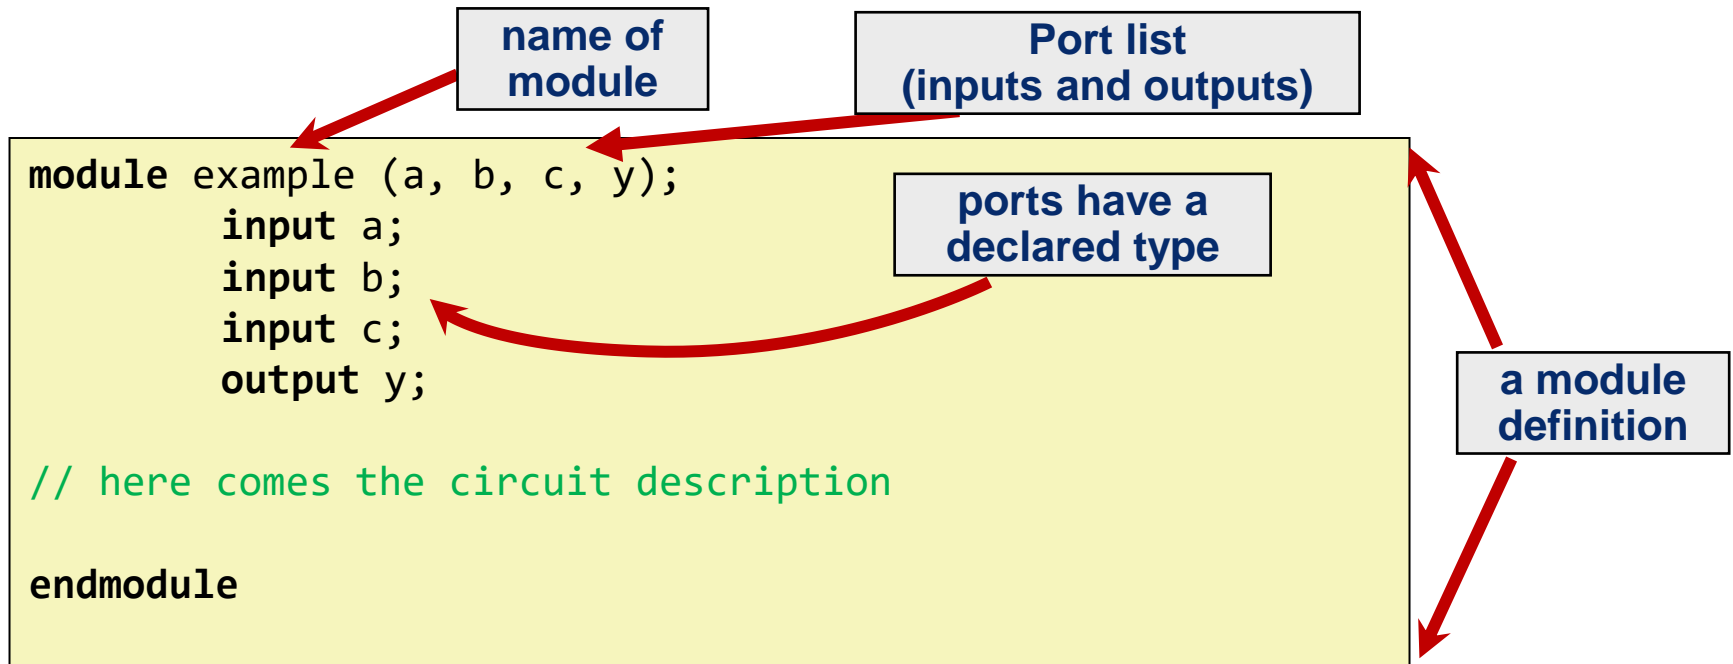 name of
module
Port list
(inputs and outputs)
module example (a, b, c, y);
input a;
input b;
input c;
output y;
ports have a
declared type
a module
definition
// here comes the circuit description
endmodule